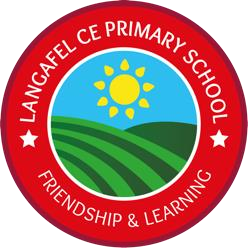 LANGAFEL CE PRIMARY SCHOOL
FRIENDSHIP & LEARNING